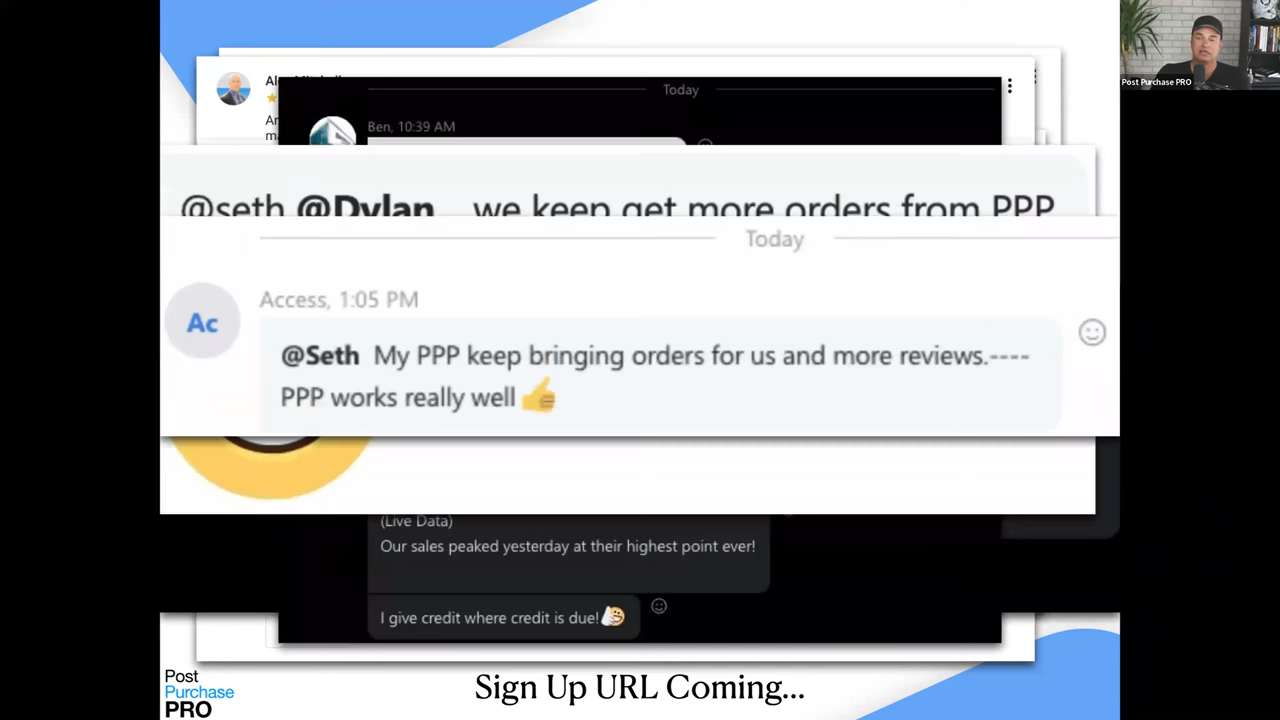 Today
Ben, 10:39 AM
@seth @Dylan we keep get more orders from PPP
Today
Ac
Access, 1:05 PM
@Seth My PPP keep bringing orders for us and more reviews.----
PPP works really well
(Live Data)
Our sales peaked yesterday at their highest point ever!
I give credit where credit is due!
Post
Purchase
PRO
Sign Up URL Coming...
Post Purchase PRO